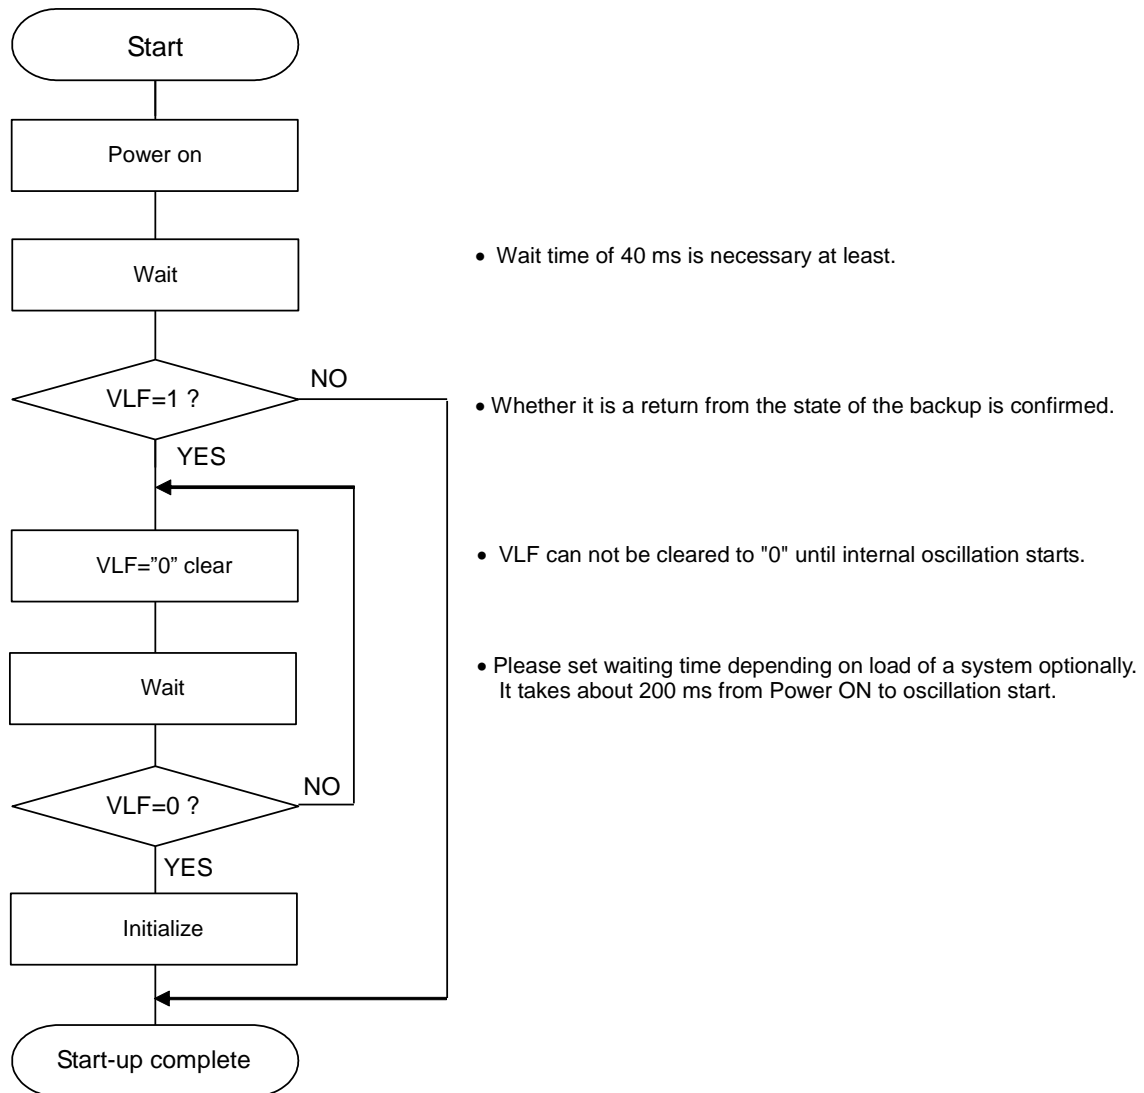 Start
Power on
Wait
• Wait time of 40 ms is necessary at least.
VLF=1 ?
NO
• Whether it is a return from the state of the backup is confirmed.
YES
VLF=”0” clear
• VLF can not be cleared to "0" until internal oscillation starts.
Wait
• Please set waiting time depending on load of a system optionally.
It takes about 200 ms from Power ON to oscillation start.
VLF=0 ?
NO
YES
Initialize
Start-up complete